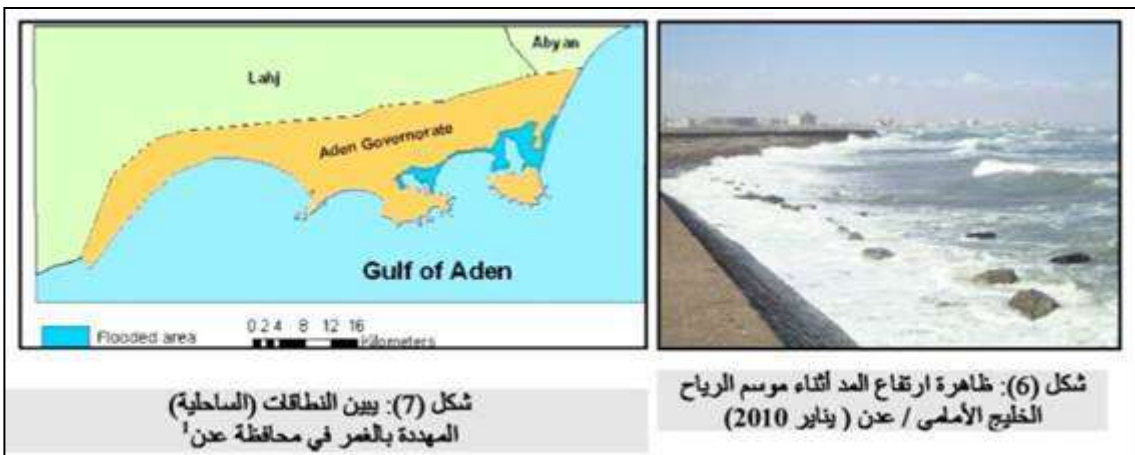 Abyan
Lahj
Aden Governorate
Gulf of Aden
Flooded area
0 2 4 8 12 16
kilometers
شكل (6): ظاهرة ارتفاع المد أثناء موسم الرياح
الخليج الأمامي / عدن ( يناير 2010)
شكل (7): يبين النطاقات (الساحلية)
المهددة بالغمر في محافظة عدن1